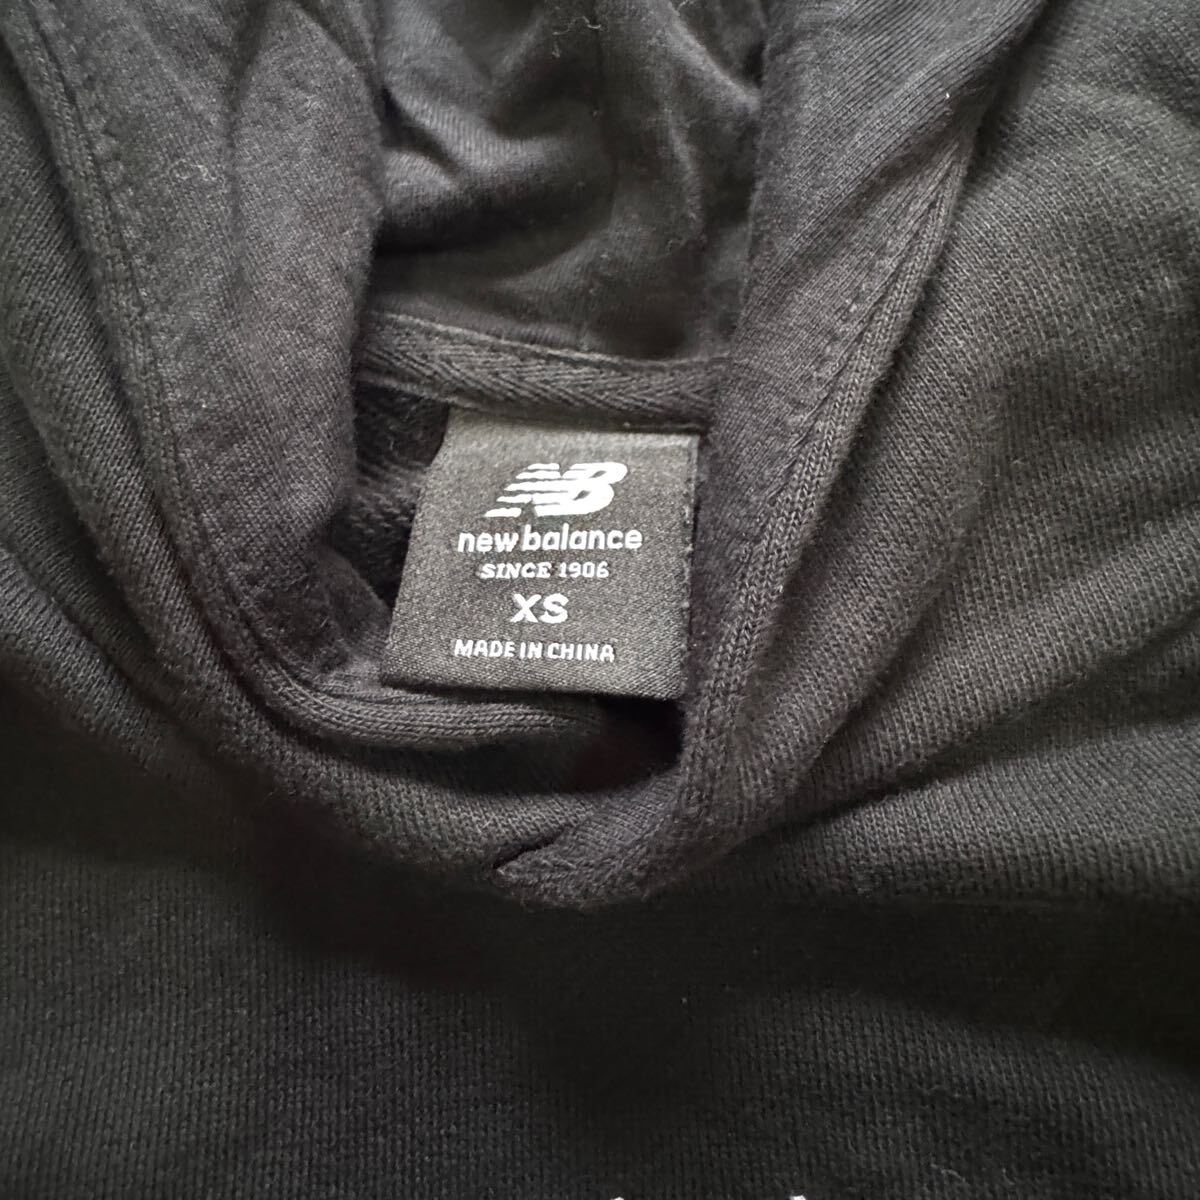 NB
new balance
SINCE 1906
XS
MADE IN CHINA